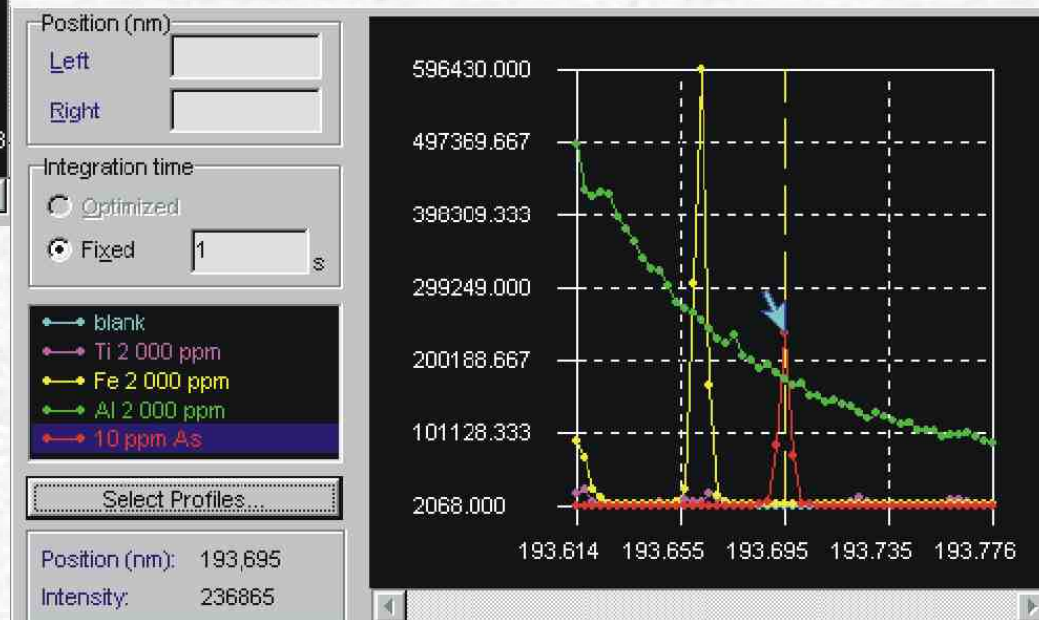 Position (nm)
Left
Right
Integration time
Optimized
Fixed 1 s
blank
Ti 2 000 ppm
Fe 2 000 ppm
Al 2 000 ppm
10 ppm As
Select Profiles...
Position (nm): 193,695
Intensity: 236865
596430.000
497369.667
398309.333
299249.000
200188.667
101128.333
2068.000
193.614 193.655 193.695 193.735 193.776